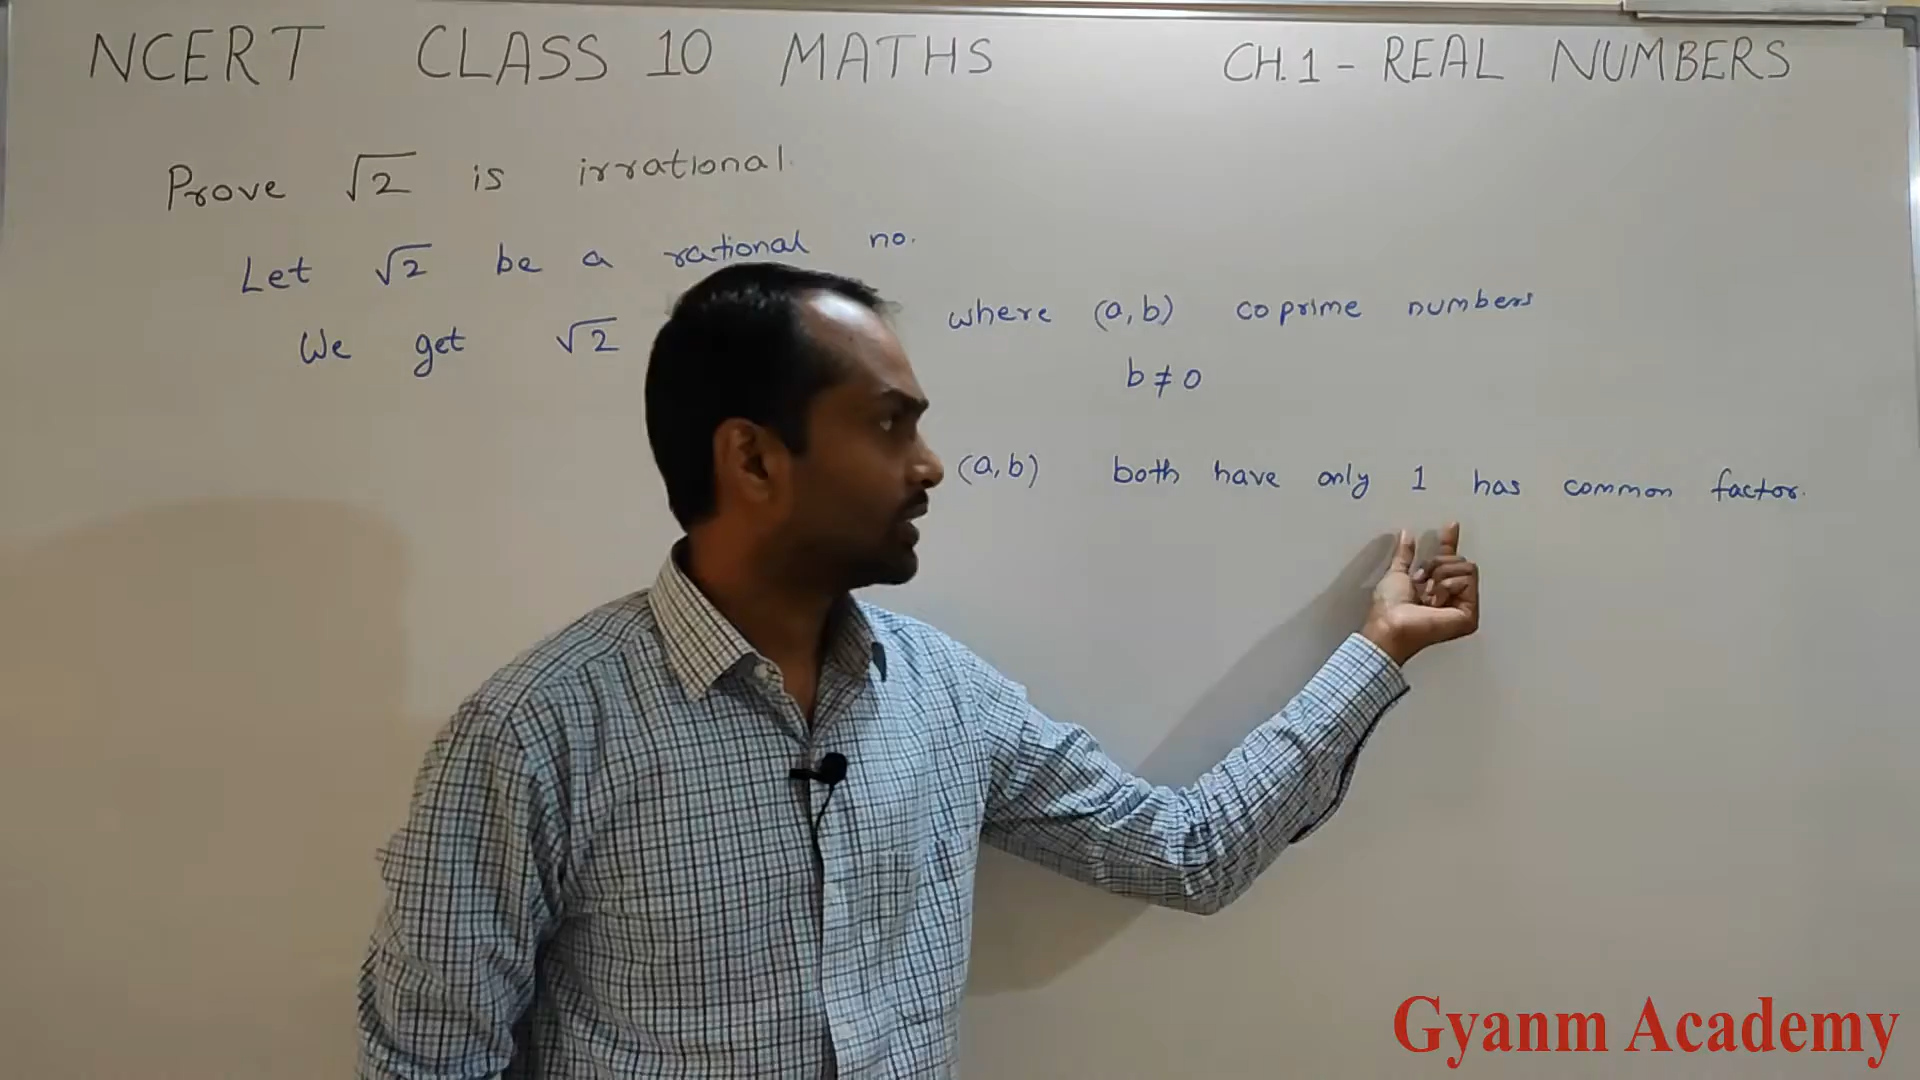 NCERT CLASS 10 MATHS CH.1 - REAL NUMBERS
Prove √2 is irrational.
Let √2 be a rational no.
We get √2 where (a,b) coprime numbers
b ≠ 0
(a,b) both have only 1 has common factor.
Gyanm Academy